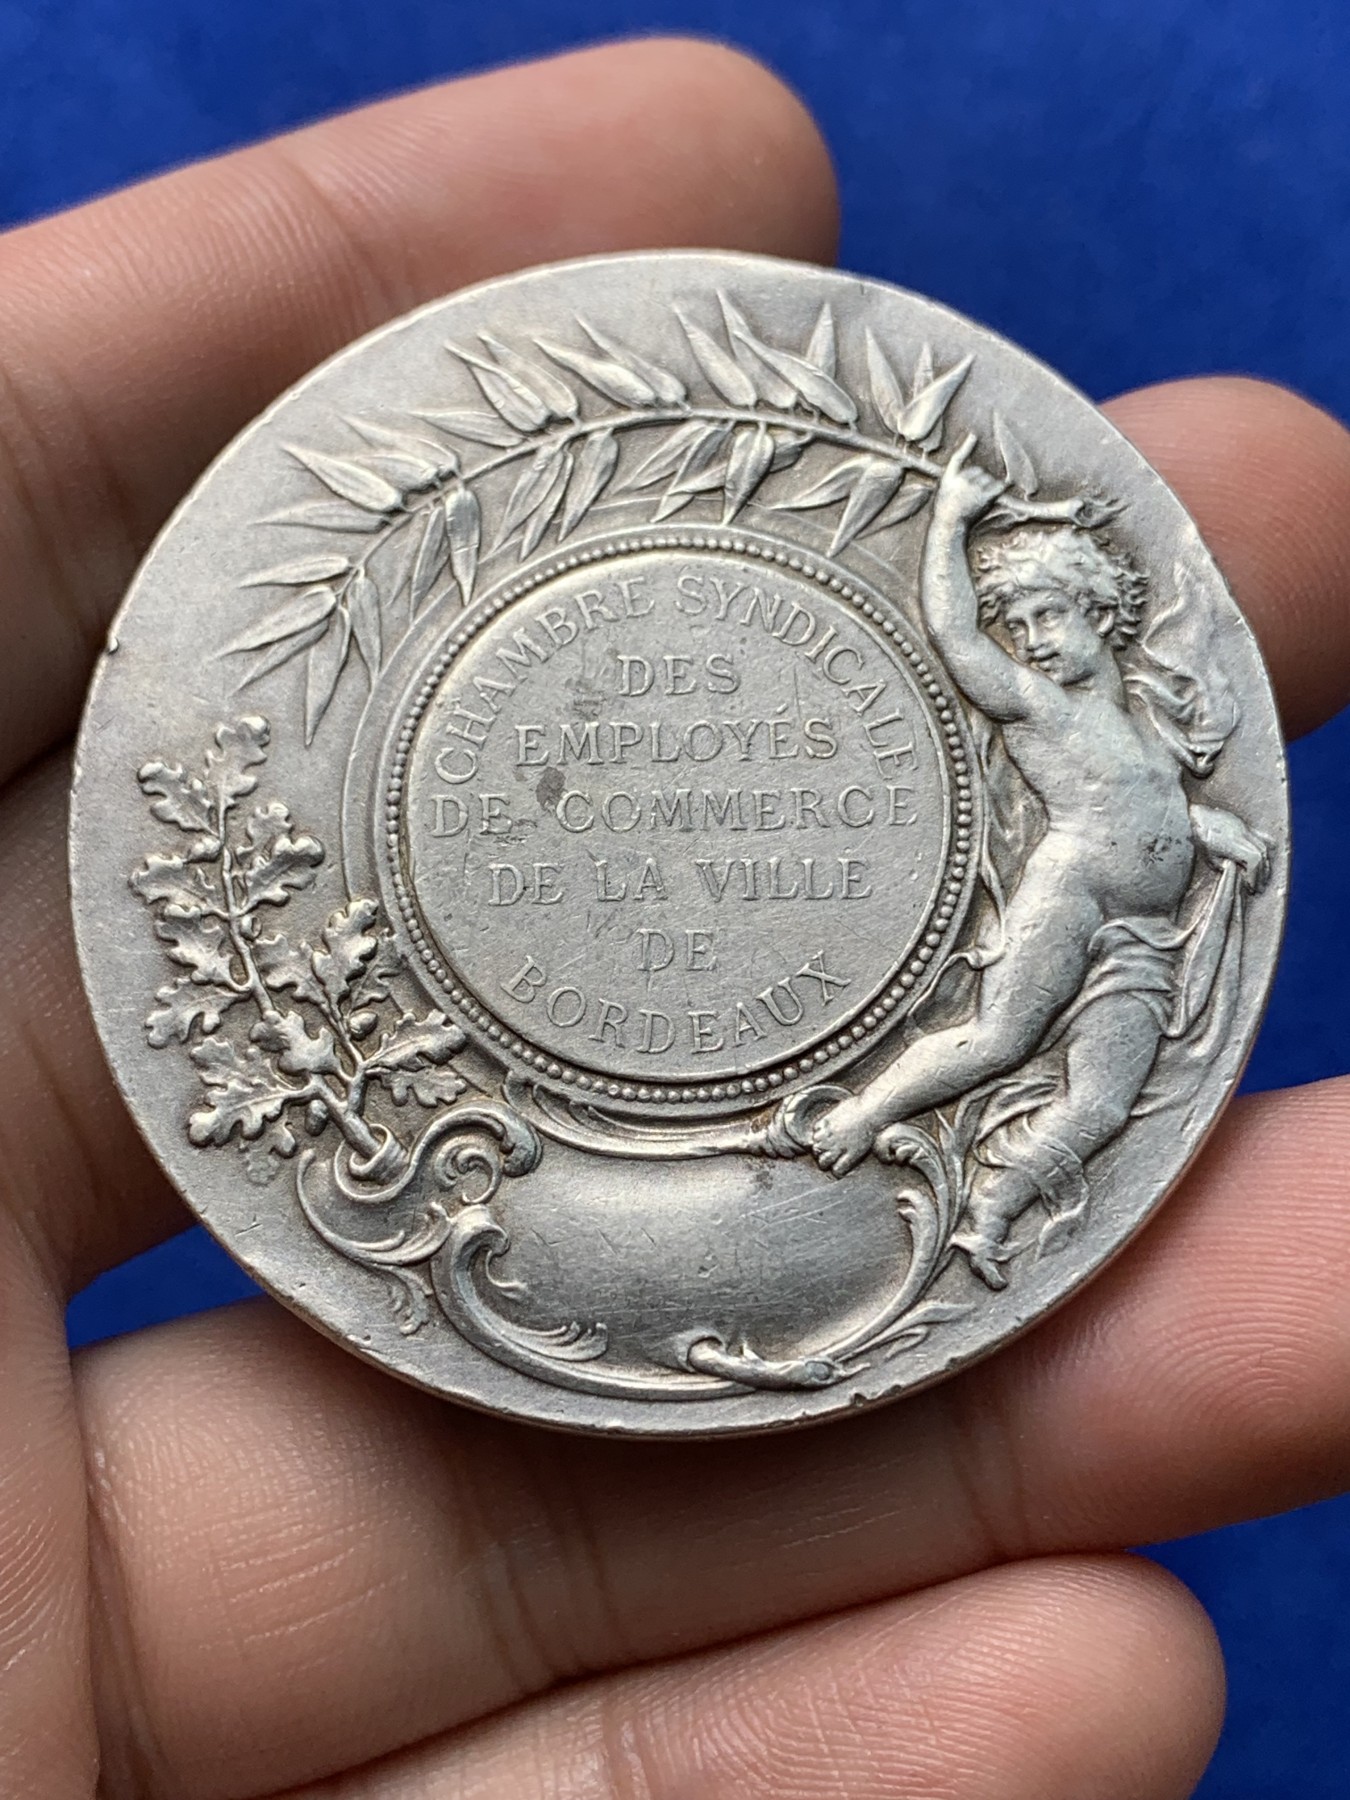 CHAMBRE SYNDICALE
DES
EMPLOYÉS
DE COMMERCE
DE LA VILLE
DE
BORDEAUX